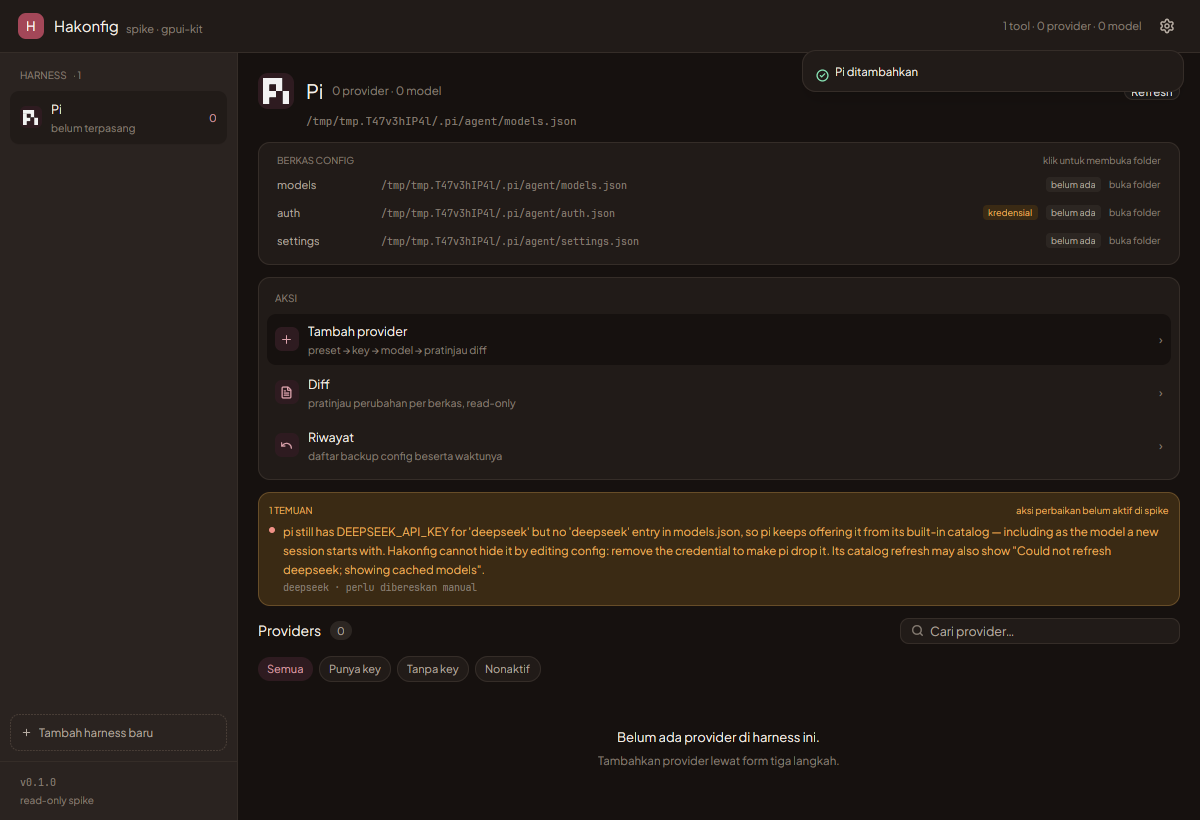 H Hakonfig spike · gpui-kit
1 tool · 0 provider · 0 model
HARNESS · 1
Pi
belum terpasang
0
+ Tambah harness baru
v0.1.0
read-only spike
Pi ditambahkan
Refresh
Pi 0 provider · 0 model
/tmp/tmp.T47v3hIP4l/.pi/agent/models.json
BERKAS CONFIG klik untuk membuka folder
models /tmp/tmp.T47v3hIP4l/.pi/agent/models.json belum ada buka folder
auth /tmp/tmp.T47v3hIP4l/.pi/agent/auth.json kredensial belum ada buka folder
settings /tmp/tmp.T47v3hIP4l/.pi/agent/settings.json belum ada buka folder
AKSI
Tambah provider
preset → key → model → pratinjau diff
Diff
pratinjau perubahan per berkas, read-only
Riwayat
daftar backup config beserta waktunya
1 TEMUAN aksi perbaikan belum aktif di spike
pi still has DEEPSEEK_API_KEY for 'deepseek' but no 'deepseek' entry in models.json, so pi keeps offering it from its built-in catalog — including as the model a new
session starts with. Hakonfig cannot hide it by editing config: remove the credential to make pi drop it. Its catalog refresh may also show "Could not refresh
deepseek; showing cached models".
deepseek · perlu dibereskan manual
Providers 0
Cari provider...
Semua Punya key Tanpa key Nonaktif
Belum ada provider di harness ini.
Tambahkan provider lewat form tiga langkah.